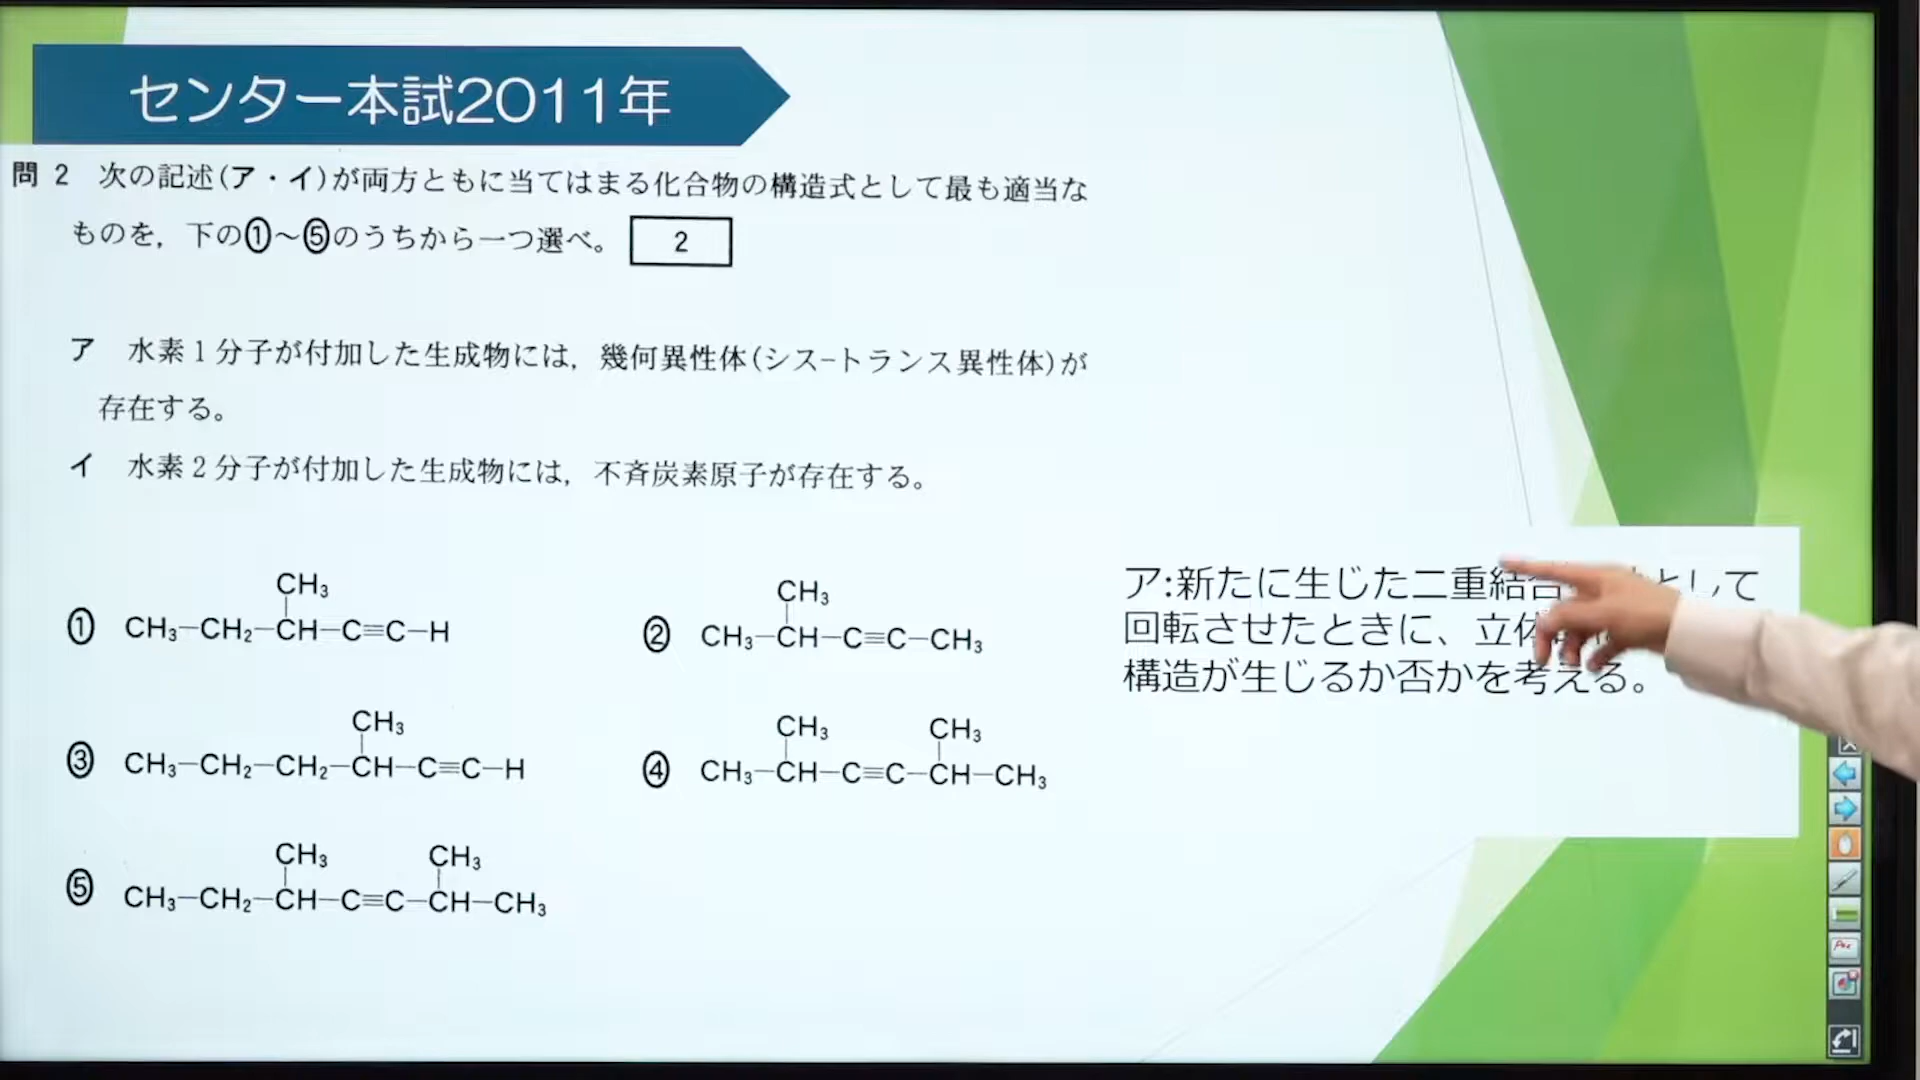 センター本試2011年
問 2 次の記述(ア・イ)が両方ともに当てはまる化合物の構造式として最も適当な
ものを，下の①～⑤のうちから一つ選べ。 2
ア 水素1分子が付加した生成物には，幾何異性体(シス-トランス異性体)が
存在する。
イ 水素2分子が付加した生成物には，不斉炭素原子が存在する。
CH₃
① CH₃-CH₂-CH-C≡C-H
CH₃
② CH₃-CH-C≡C-CH₃
CH₃
③ CH₃-CH₂-CH₂-CH-C≡C-H
CH₃ CH₃
④ CH₃-CH-C≡C-CH-CH₃
CH₃ CH₃
⑤ CH₃-CH₂-CH-C≡C-CH-CH₃
ア:新たに生じた二重結合 として
回転させたときに、立体
構造が生じるか否かを考える。